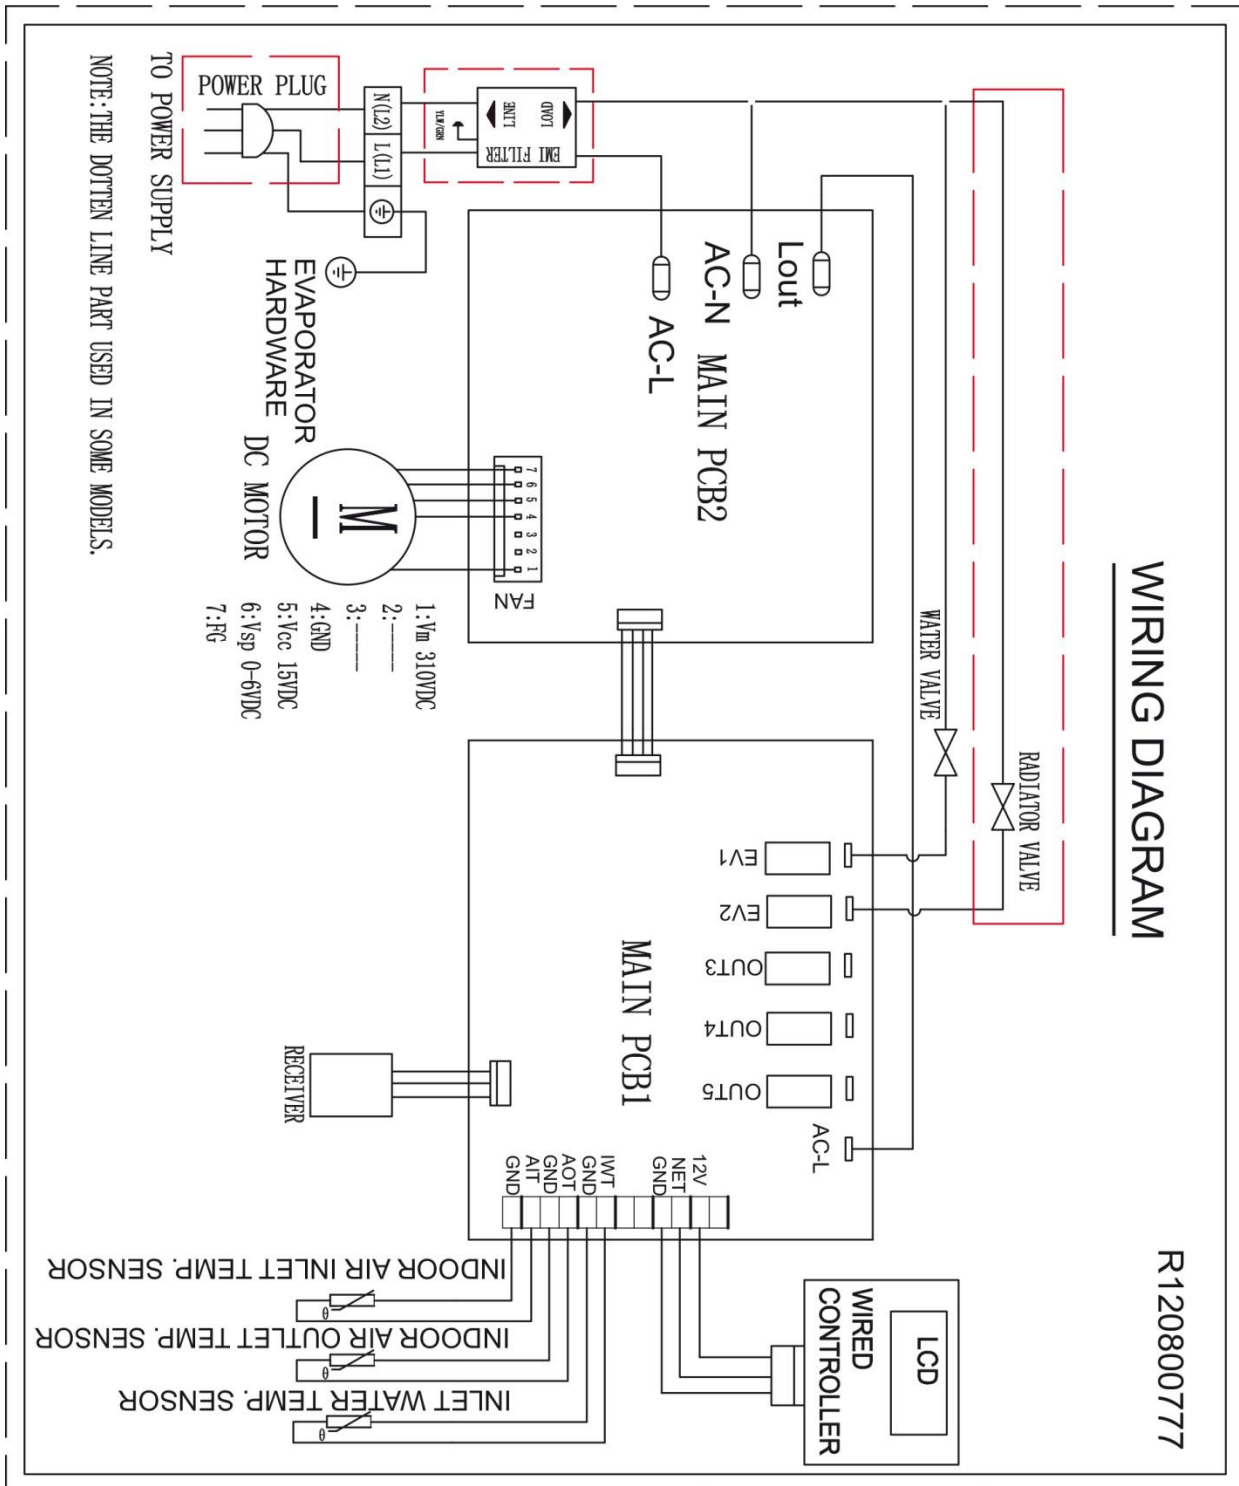 WIRING DIAGRAM
R120800777
RADIATOR VALVE
WATER VALVE
POWER PLUG
TO POWER SUPPLY
NOTE:THE DOTTEN LINE PART USED IN SOME MODELS.
N(L2)
L(L1)
LINE
LOAD
YLW/GRN
EMI FILTER
EVAPORATOR
HARDWARE
Lout
AC-N
AC-L
MAIN PCB2
DC MOTOR
M
7 6 5 4 3 2 1
FAN
1:Vm 310VDC
2:-----
3:-----
4:GND
5:Vcc 15VDC
6:Vsp 0-6VDC
7:FG
EV1
EV2
OUT3
OUT4
OUT5
AC-L
MAIN PCB1
RECEIVER
12V
NET
GND
IWT
GND
AOT
GND
AIT
GND
LCD
WIRED
CONTROLLER
INDOOR AIR INLET TEMP. SENSOR
θ
INDOOR AIR OUTLET TEMP. SENSOR
θ
INLET WATER TEMP. SENSOR
θ